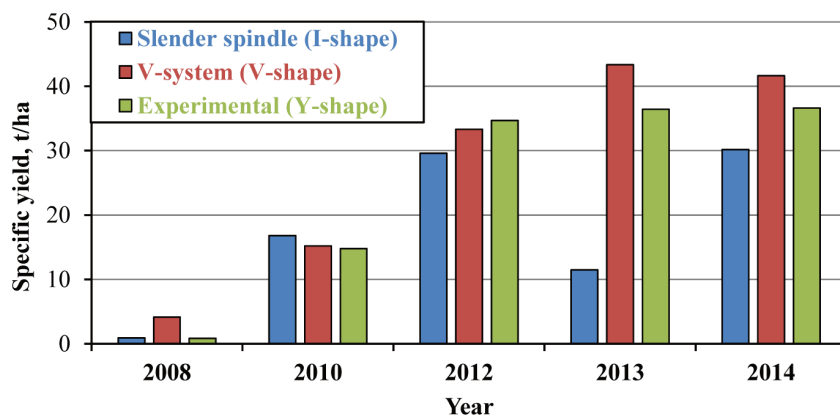 50
40
30
20
10
0
Specific yield, t/ha
Slender spindle (I-shape)
V-system (V-shape)
Experimental (Y-shape)
2008 2010 2012 2013 2014
Year